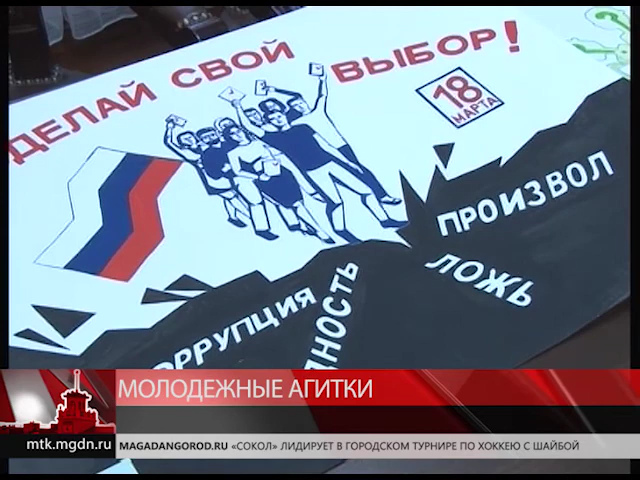 ДЕЛАЙ СВОЙ ВЫБОР!
18
МАРТА
ПРОИЗВОЛ
ЛОЖЬ
ОРРУПЦИЯ
ДНОСТЬ
МОЛОДЕЖНЫЕ АГИТКИ
mtk.mgdn.ru
MAGADANGOROD.RU «СОКОЛ» ЛИДИРУЕТ В ГОРОДСКОМ ТУРНИРЕ ПО ХОККЕЮ С ШАЙБОЙ